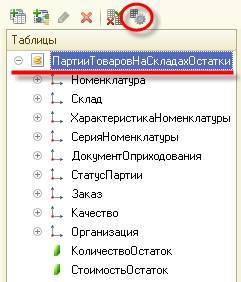 Таблицы
ПартииТоваровНаСкладахОстатки
Номенклатура
Склад
ХарактеристикаНоменклатуры
СерияНоменклатуры
ДокументОприходования
СтатусПартии
Заказ
Качество
Организация
КоличествоОстаток
СтоимостьОстаток